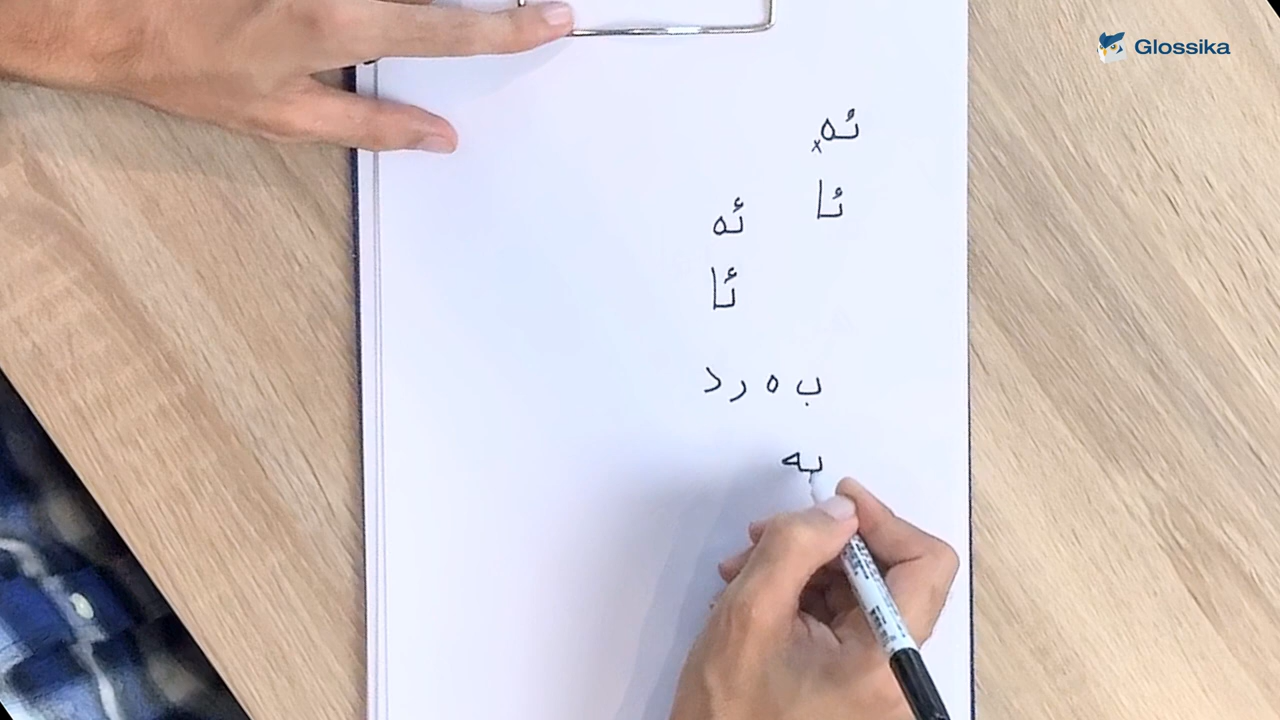 Glossika
ئە
x
ئا
ئە
ئا
ب ە ر د
بە